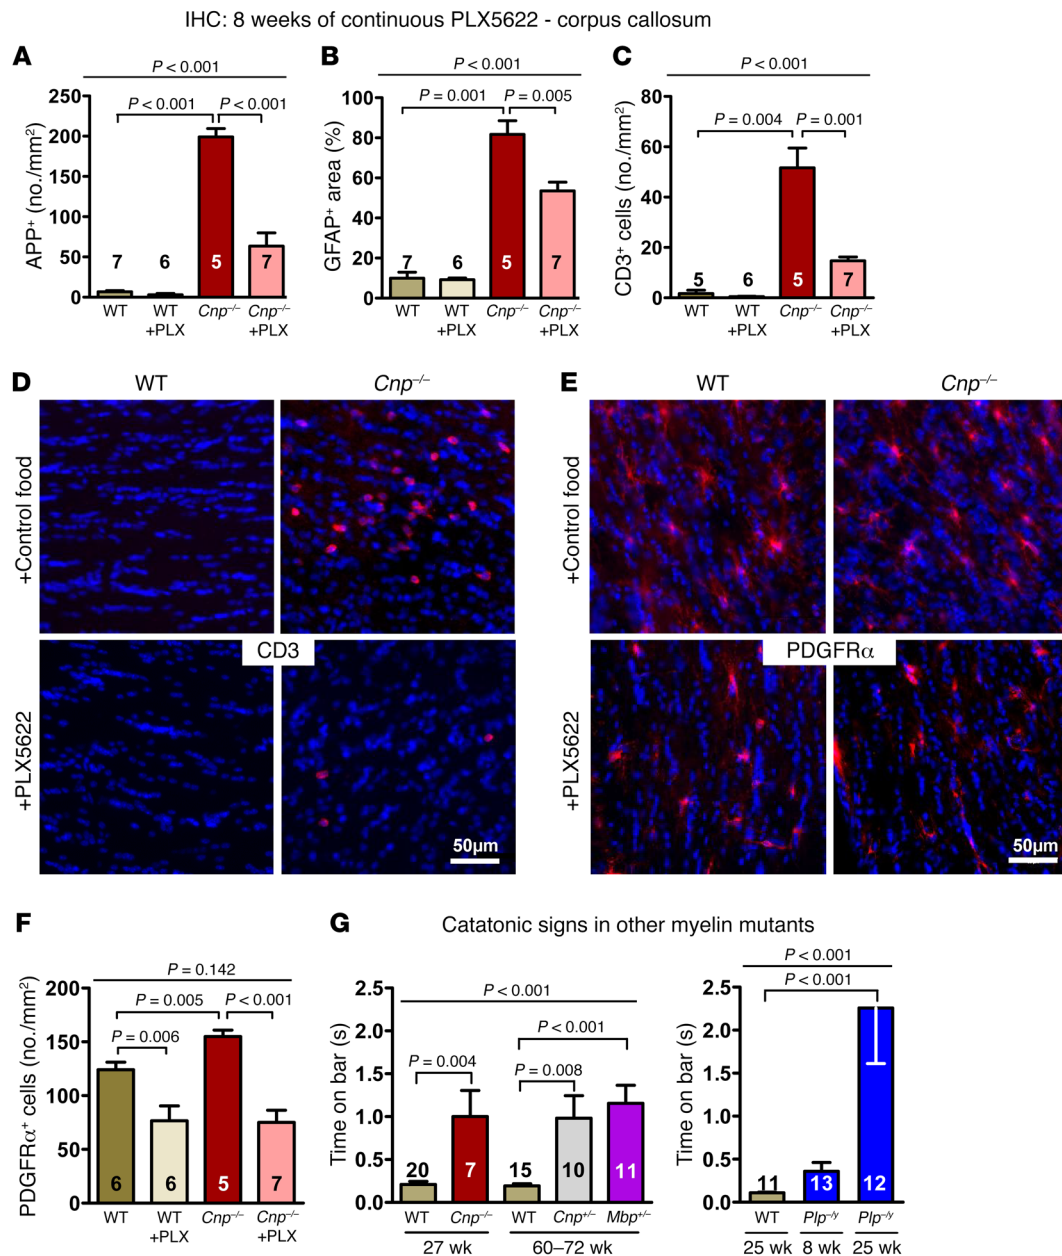 IHC: 8 weeks of continuous PLX5622 - corpus callosum
A
P < 0.001
P < 0.001
P < 0.001
APP⁺ (no./mm²)
250
200
150
100
50
0
7
6
5
7
WT
WT
+PLX
Cnp⁻/⁻
Cnp⁻/⁻
+PLX
B
P < 0.001
P = 0.001
P = 0.005
GFAP⁺ area (%)
100
80
60
40
20
0
7
6
5
7
WT
WT
+PLX
Cnp⁻/⁻
Cnp⁻/⁻
+PLX
C
P < 0.001
P = 0.004
P = 0.001
CD3⁺ cells (no./mm²)
80
60
40
20
0
5
6
5
7
WT
WT
+PLX
Cnp⁻/⁻
Cnp⁻/⁻
+PLX
D
WT
Cnp⁻/⁻
+Control food
CD3
+PLX5622
50µm
E
WT
Cnp⁻/⁻
+Control food
PDGFRα
+PLX5622
50µm
F
P = 0.142
P = 0.005
P < 0.001
P = 0.006
PDGFRα⁺ cells (no./mm²)
200
150
100
50
0
6
6
5
7
WT
WT
+PLX
Cnp⁻/⁻
Cnp⁻/⁻
+PLX
G
Catatonic signs in other myelin mutants
P < 0.001
P < 0.001
P = 0.004
P = 0.008
Time on bar (s)
2.5
2.0
1.5
1.0
0.5
0.0
20
7
15
10
11
WT
Cnp⁻/⁻
WT
Cnp⁺/⁻
Mbp⁺/⁻
27 wk
60–72 wk
P < 0.001
P < 0.001
Time on bar (s)
2.5
2.0
1.5
1.0
0.5
0.0
11
13
12
WT
Plp⁻/ʸ
Plp⁻/ʸ
25 wk
8 wk
25 wk